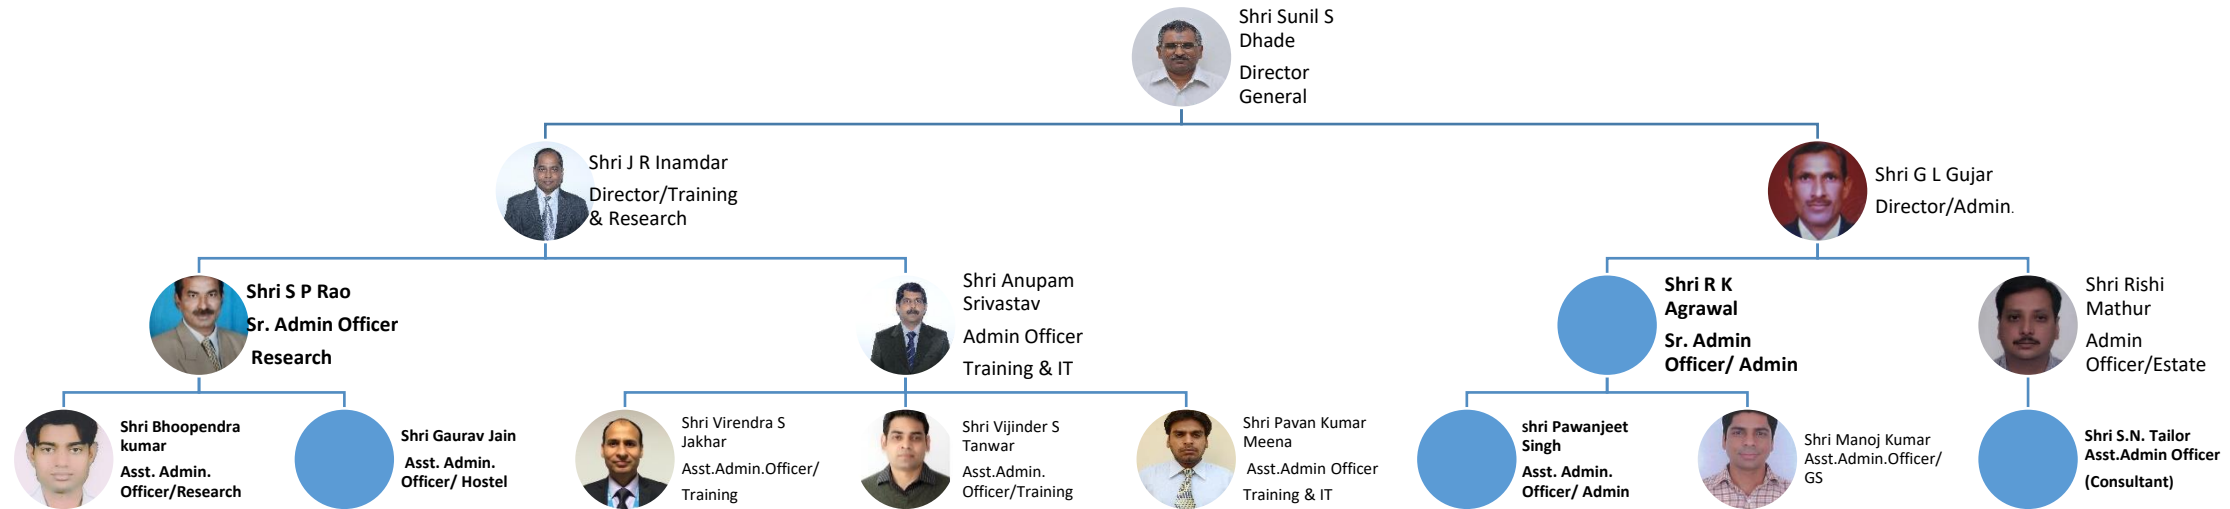 Shri Sunil S
Dhade
Director
General
Shri J R Inamdar
Director/Training
& Research
Shri G L Gujar
Director/Admin.
Shri S P Rao
Sr. Admin Officer
Research
Shri Anupam
Srivastav
Admin Officer
Training & IT
Shri R K
Agrawal
Sr. Admin
Officer/ Admin
Shri Rishi
Mathur
Admin
Officer/Estate
Shri Bhoopendra
kumar
Asst. Admin.
Officer/Research
Shri Gaurav Jain
Asst. Admin.
Officer/ Hostel
Shri Virendra S
Jakhar
Asst.Admin.Officer/
Training
Shri Vijinder S
Tanwar
Asst.Admin.
Officer/Training
Shri Pavan Kumar
Meena
Asst.Admin Officer
Training & IT
shri Pawanjeet
Singh
Asst. Admin.
Officer/ Admin
Shri Manoj Kumar
Asst.Admin.Officer/
GS
Shri S.N. Tailor
Asst.Admin Officer
(Consultant)